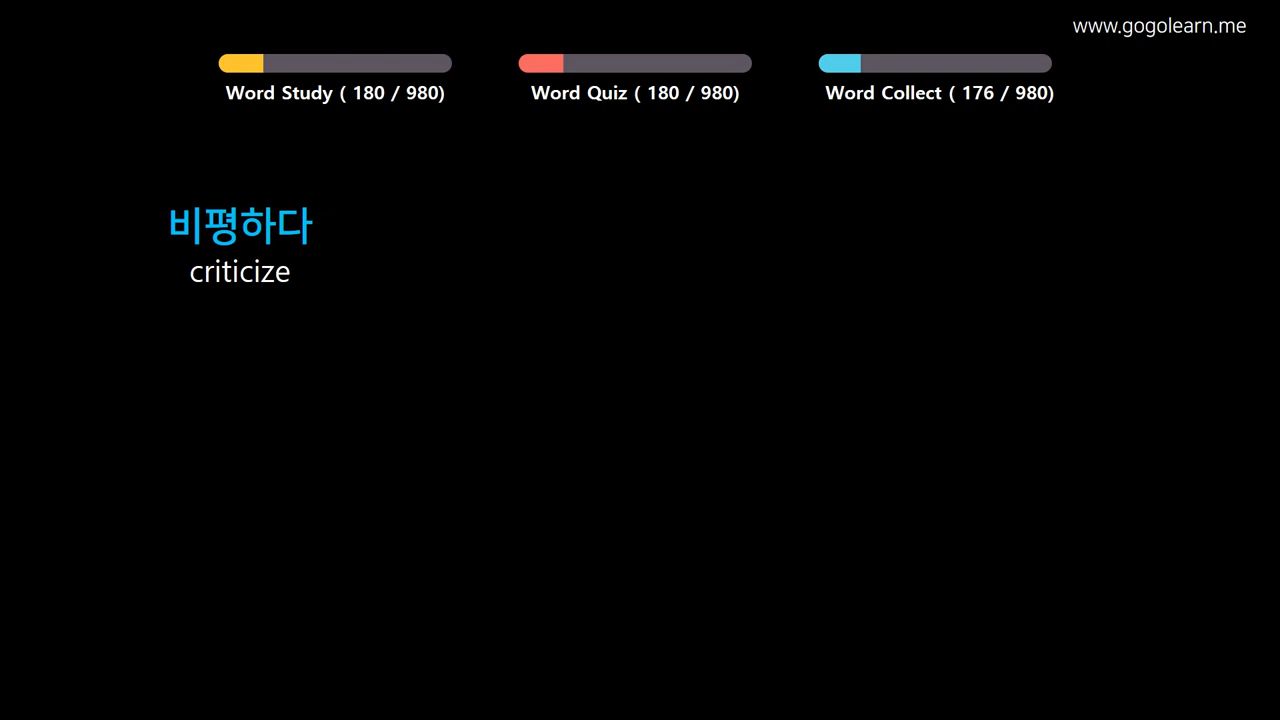 www.gogolearn.me
Word Study ( 180 / 980)
Word Quiz ( 180 / 980)
Word Collect ( 176 / 980)
비평하다
criticize